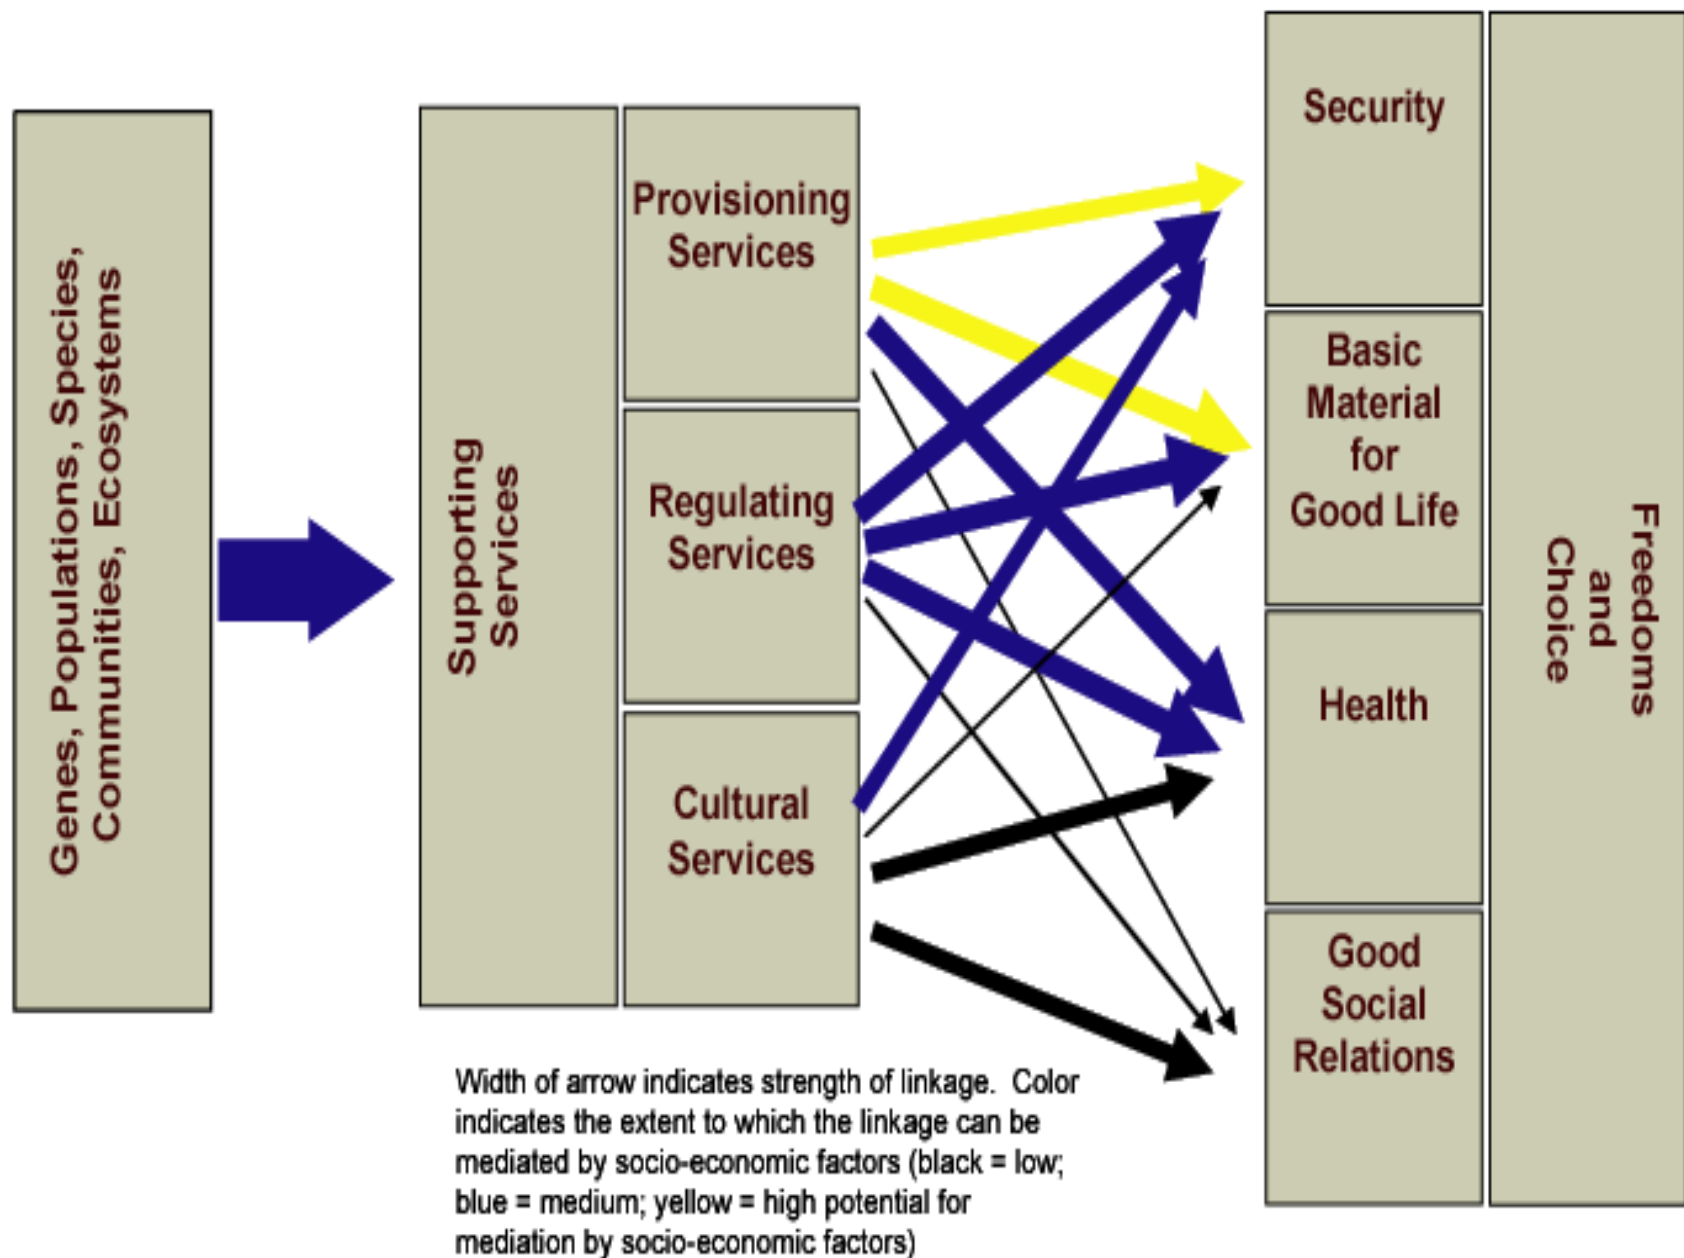 Genes, Populations, Species,
Communities, Ecosystems
Supporting
Services
Provisioning
Services
Regulating
Services
Cultural
Services
Security
Basic
Material
for
Good Life
Health
Good
Social
Relations
Freedoms
and
Choice
Width of arrow indicates strength of linkage.  Color
indicates the extent to which the linkage can be
mediated by socio-economic factors (black = low;
blue = medium; yellow = high potential for
mediation by socio-economic factors)